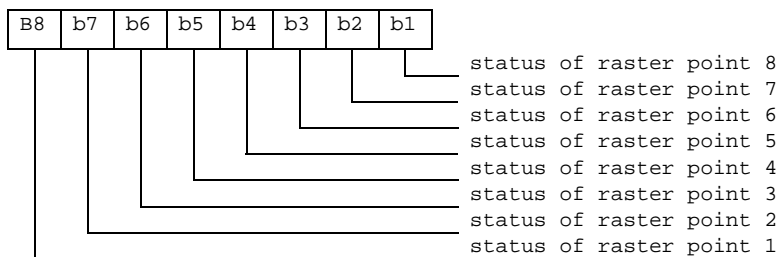 B8 b7 b6 b5 b4 b3 b2 b1
status of raster point 8
status of raster point 7
status of raster point 6
status of raster point 5
status of raster point 4
status of raster point 3
status of raster point 2
status of raster point 1